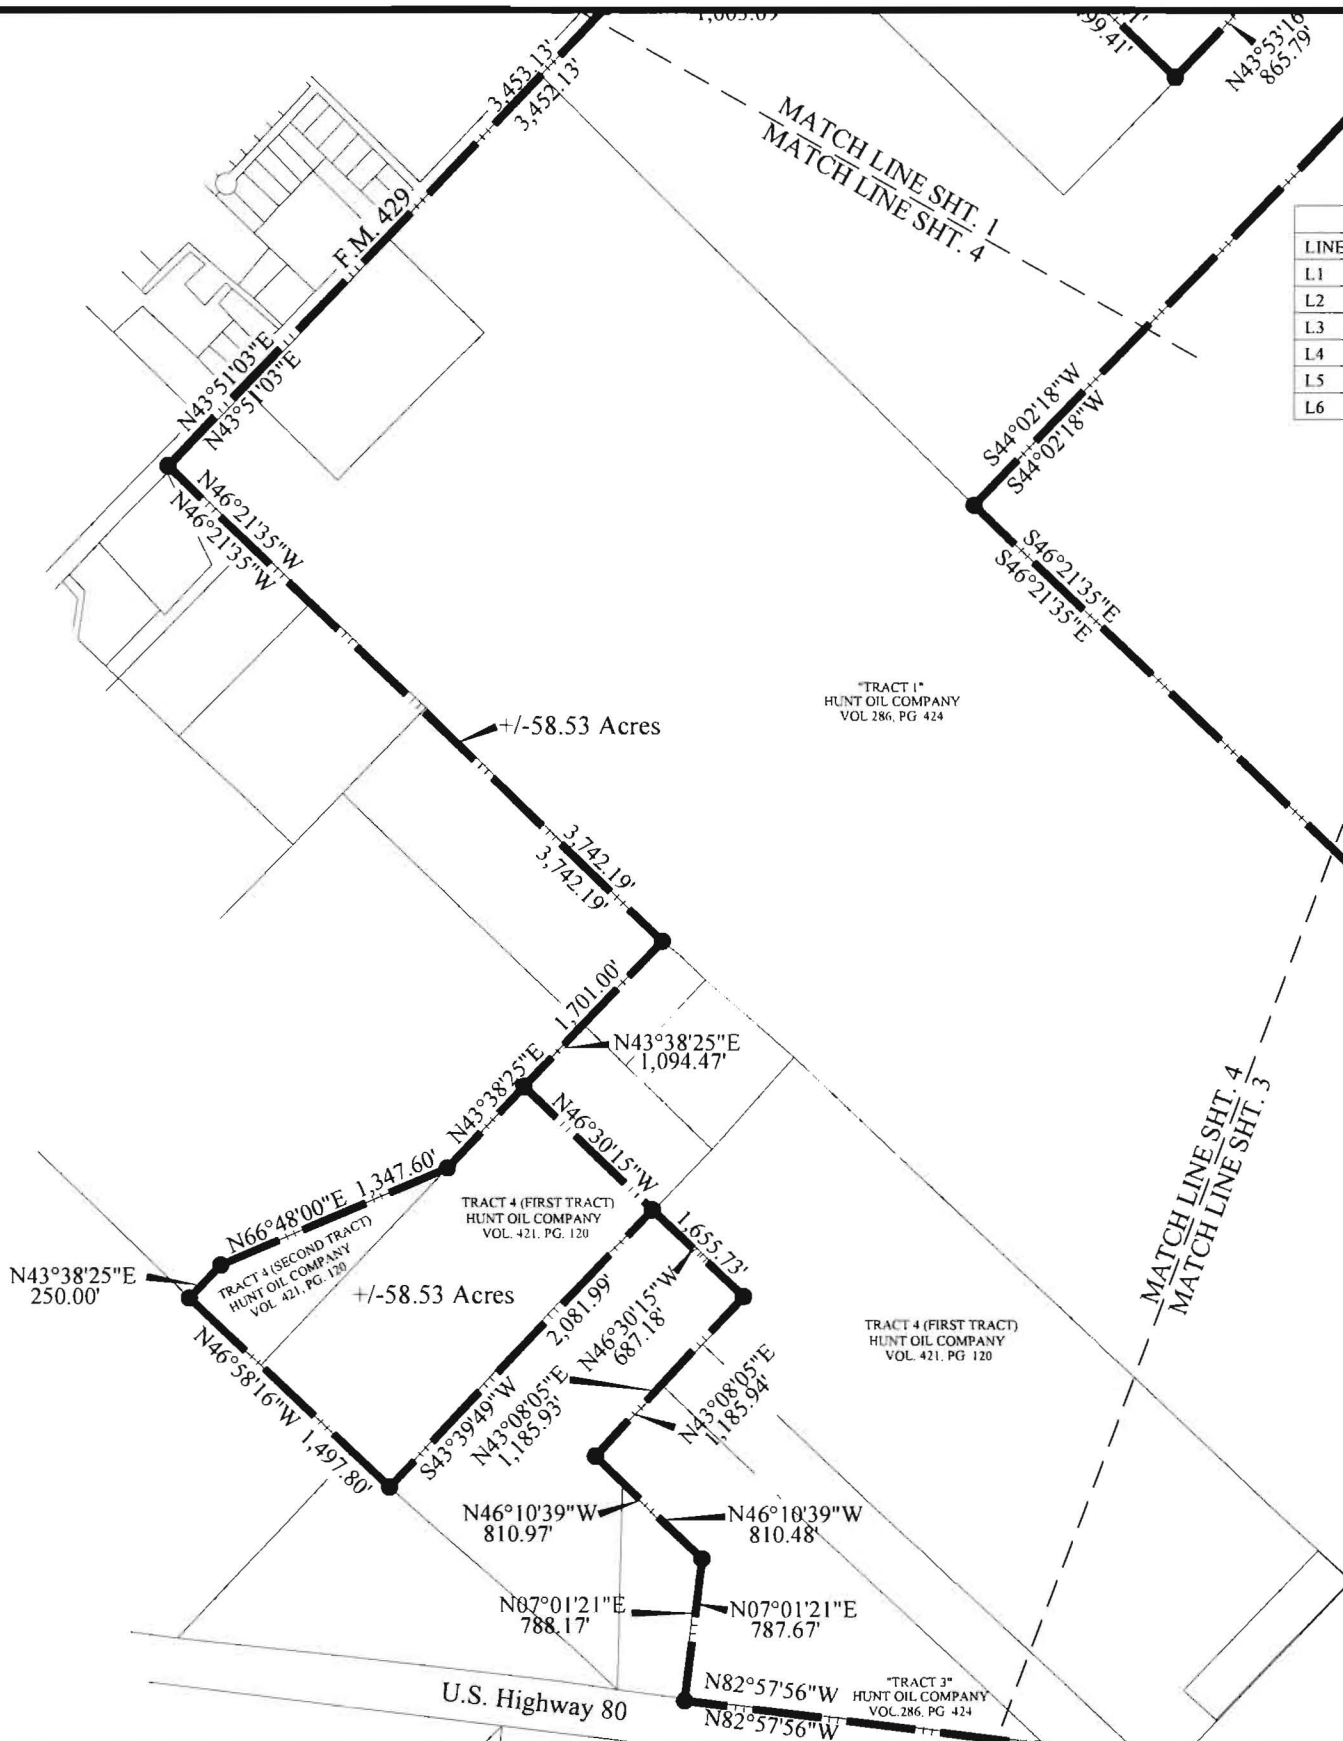 1,005.09
99.41'
N43°53'16
865.79'
3,453.13'
3,452.13'
MATCH LINE SHT. 1
MATCH LINE SHT. 4
F.M. 429
LINE
L1
L2
L3
L4
L5
L6
N43°51'03"E
N43°51'03"E
S44°02'18"W
S44°02'18"W
N46°21'35"W
N46°21'35"W
S46°21'35"E
S46°21'35"E
"TRACT 1"
HUNT OIL COMPANY
VOL 286, PG 424
+/-58.53 Acres
3,742.19'
3,742.19'
1,701.00'
N43°38'25"E
1,094.47'
N43°38'25"E
N46°30'15"W
MATCH LINE SHT. 4
MATCH LINE SHT. 3
N66°48'00"E 1,347.60'
TRACT 4 (FIRST TRACT)
HUNT OIL COMPANY
VOL. 421, PG. 120
1,655.73'
TRACT 4 (SECOND TRACT)
HUNT OIL COMPANY
VOL 421, PG. 120
N43°38'25"E
250.00'
+/-58.53 Acres
2,081.99'
S43°39'49"W
N46°30'15"W
687.18'
TRACT 4 (FIRST TRACT)
HUNT OIL COMPANY
VOL. 421, PG 120
N46°58'16"W
1,497.80'
N43°08'05"E
1,185.93'
N43°08'05"E
1,185.94'
N46°10'39"W
810.97'
N46°10'39"W
810.48'
N07°01'21"E
788.17'
N07°01'21"E
787.67'
U.S. Highway 80
N82°57'56"W
N82°57'56"W
"TRACT 3"
HUNT OIL COMPANY
VOL.286, PG 424